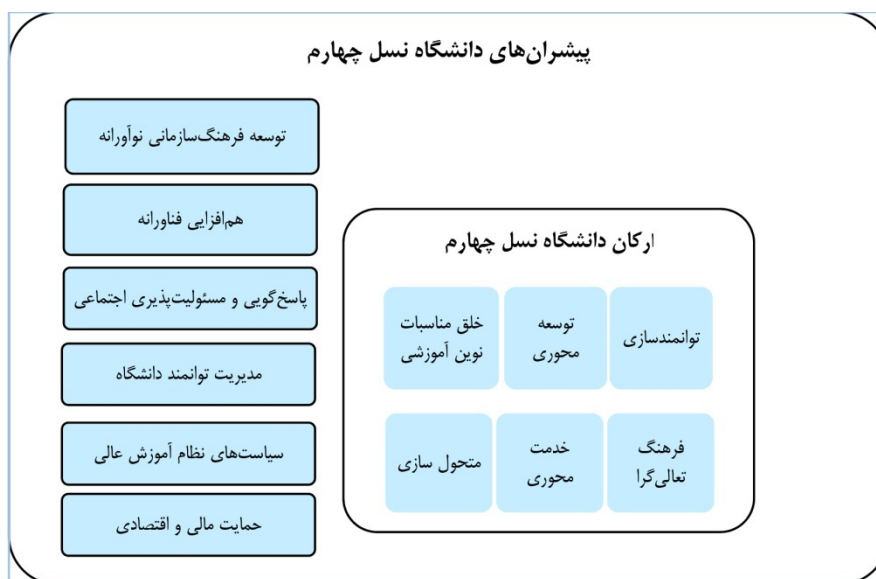 پیشران‌های دانشگاه نسل چهارم
توسعه فرهنگ‌سازمانی نوآورانه
هم‌افزایی فناورانه
پاسخ‌گویی و مسئولیت‌پذیری اجتماعی
مدیریت توانمند دانشگاه
سیاست‌های نظام آموزش عالی
حمایت مالی و اقتصادی
ارکان دانشگاه نسل چهارم
توانمندسازی
توسعه
محوری
خلق مناسبات
نوین آموزشی
فرهنگ
تعالی‌گرا
خدمت
محوری
متحول سازی